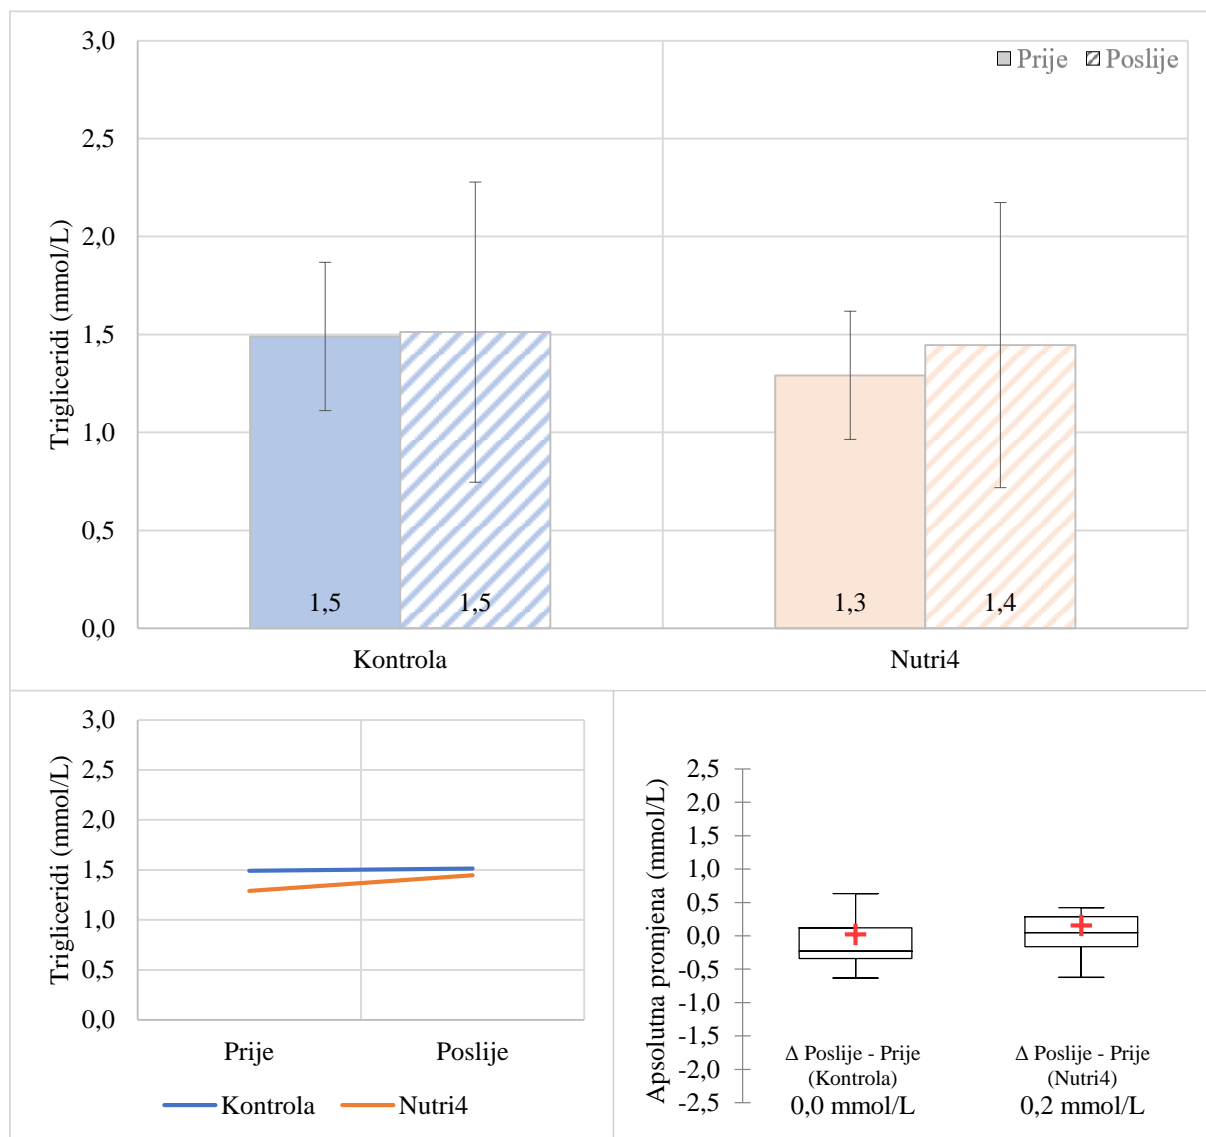 3,0
Prije Poslije
2,5
2,0
1,5
1,0
0,5
0,0
Trigliceridi (mmol/L)
1,5 1,5 1,3 1,4
Kontrola Nutri4
3,0
2,5
2,0
1,5
1,0
0,5
0,0
Trigliceridi (mmol/L)
Prije Poslije
Kontrola Nutri4
2,5
2,0
1,5
1,0
0,5
0,0
-0,5
-1,0
-1,5
-2,0
-2,5
Apsolutna promjena (mmol/L)
Δ Poslije - Prije
(Kontrola)
0,0 mmol/L
Δ Poslije - Prije
(Nutri4)
0,2 mmol/L